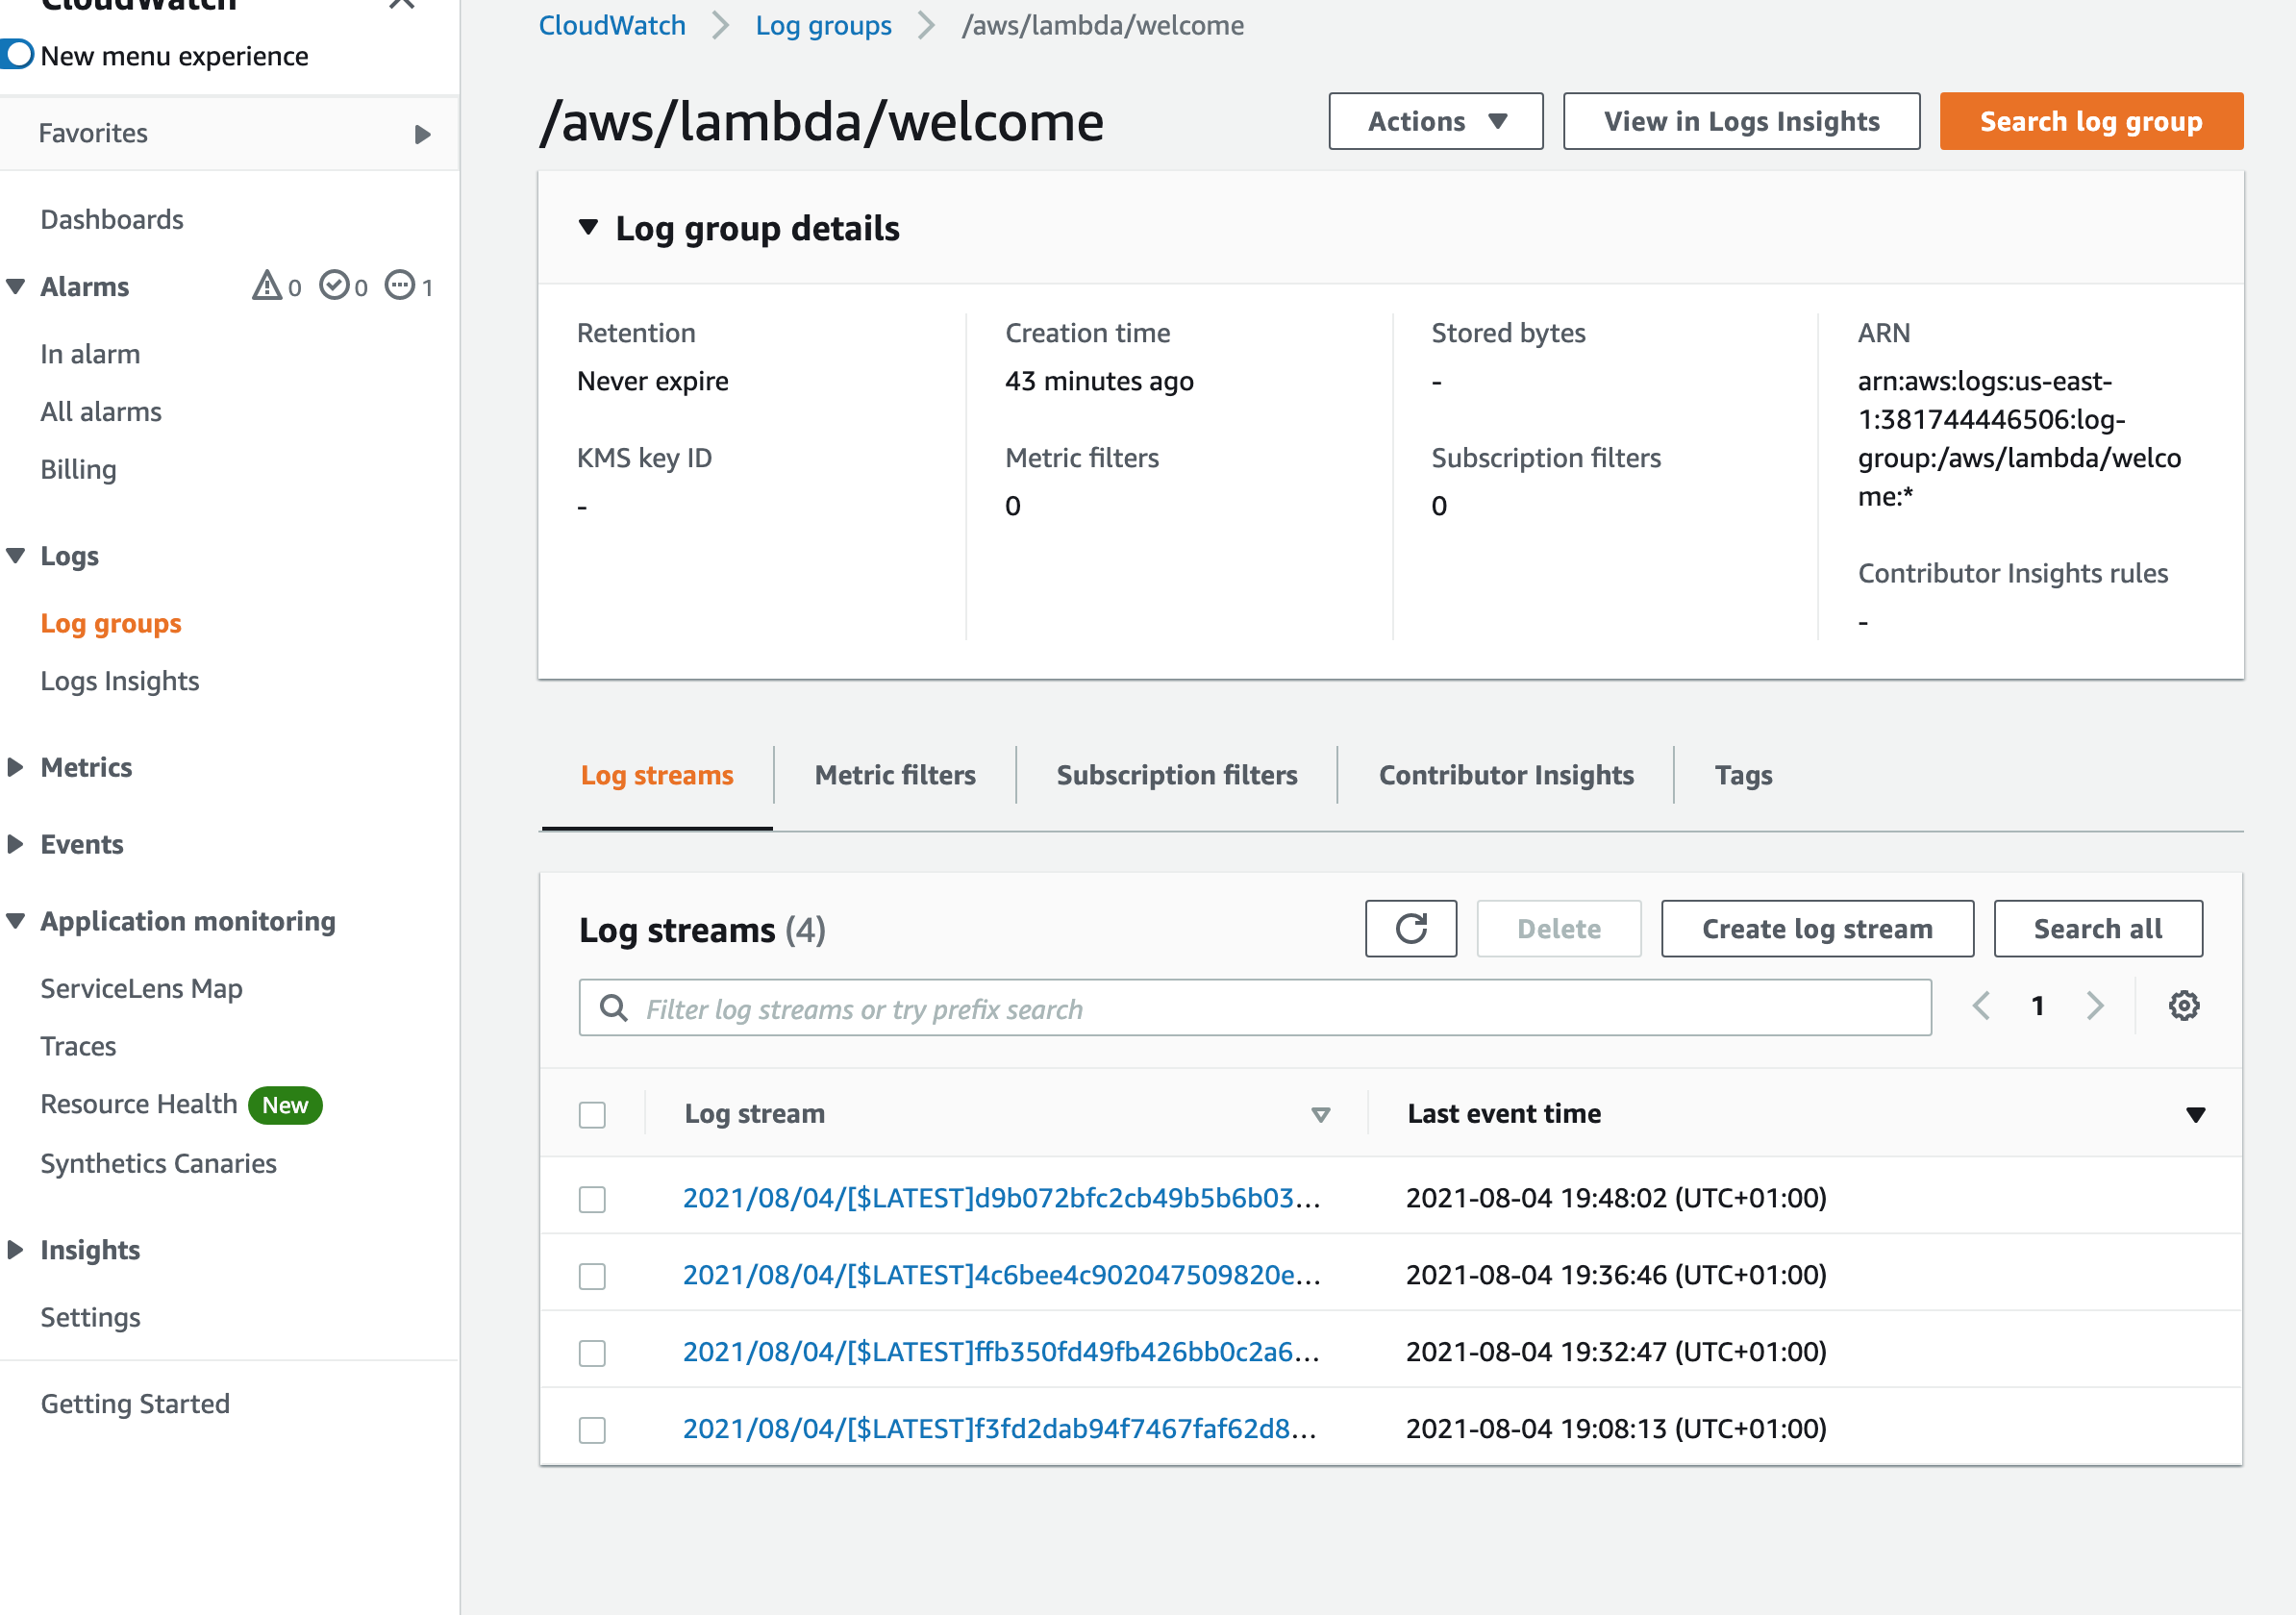 CloudWatch
New menu experience
Favorites
Dashboards
Alarms 0 0 1
In alarm
All alarms
Billing
Logs
Log groups
Logs Insights
Metrics
Events
Application monitoring
ServiceLens Map
Traces
Resource Health New
Synthetics Canaries
Insights
Settings
Getting Started
CloudWatch Log groups /aws/lambda/welcome
/aws/lambda/welcome
Actions View in Logs Insights Search log group
Log group details
Retention
Never expire
KMS key ID
-
Creation time
43 minutes ago
Metric filters
0
Stored bytes
-
Subscription filters
0
ARN
arn:aws:logs:us-east-
1:381744446506:log-
group:/aws/lambda/welco
me:*
Contributor Insights rules
-
Log streams Metric filters Subscription filters Contributor Insights Tags
Log streams (4)
Delete Create log stream Search all
Filter log streams or try prefix search
1
Log stream Last event time
2021/08/04/[$LATEST]d9b072bfc2cb49b5b6b03... 2021-08-04 19:48:02 (UTC+01:00)
2021/08/04/[$LATEST]4c6bee4c902047509820e... 2021-08-04 19:36:46 (UTC+01:00)
2021/08/04/[$LATEST]ffb350fd49fb426bb0c2a6... 2021-08-04 19:32:47 (UTC+01:00)
2021/08/04/[$LATEST]f3fd2dab94f7467faf62d8... 2021-08-04 19:08:13 (UTC+01:00)